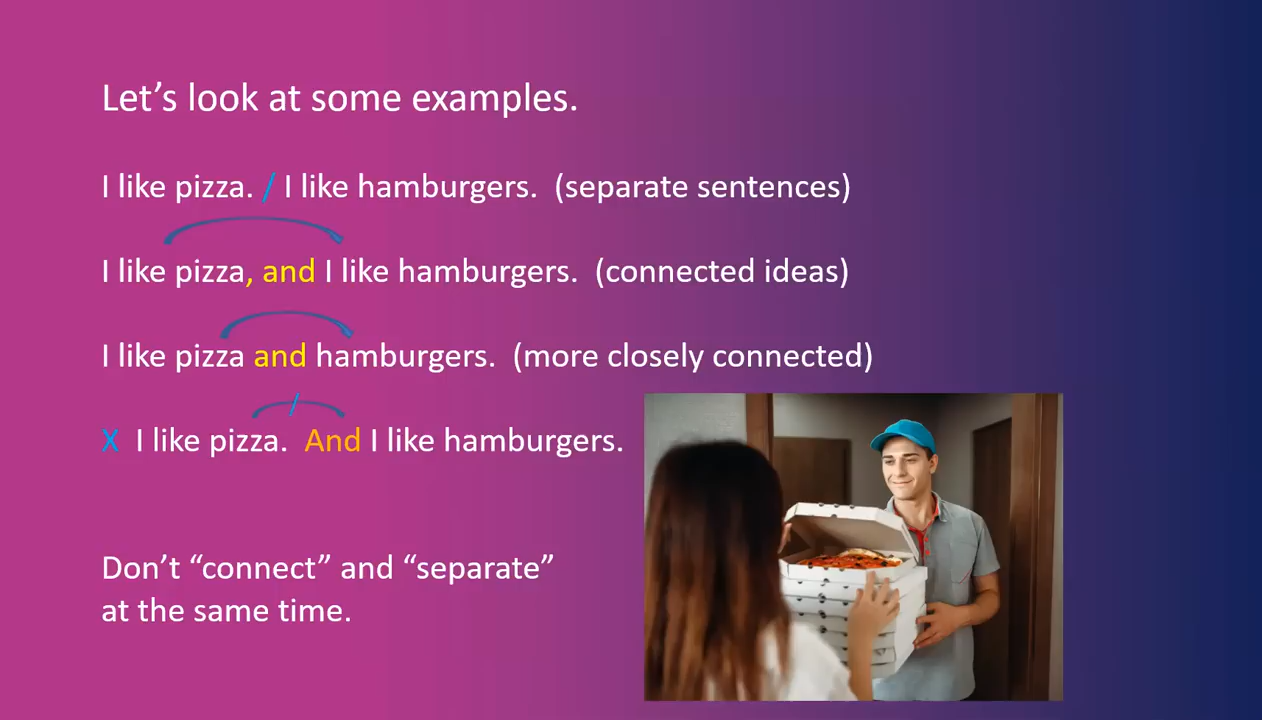 Let’s look at some examples.
I like pizza. / I like hamburgers. (separate sentences)
I like pizza, and I like hamburgers. (connected ideas)
I like pizza and hamburgers. (more closely connected)
/
X I like pizza. And I like hamburgers.
Don’t “connect” and “separate”
at the same time.